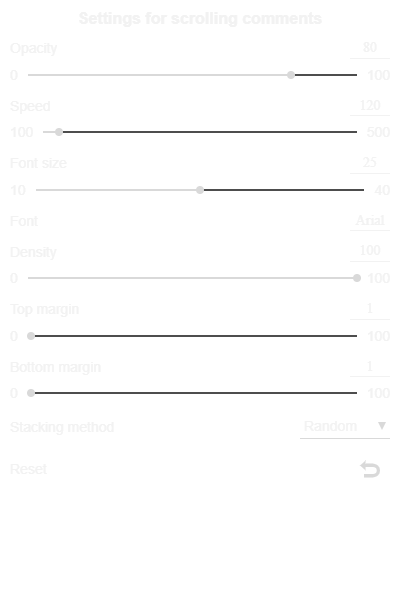 Settings for scrolling comments
Opacity 80
0 100
Speed 120
100 500
Font size 25
10 40
Font Arial
Density 100
0 100
Top margin 1
0 100
Bottom margin 1
0 100
Stacking method Random ▼
Reset